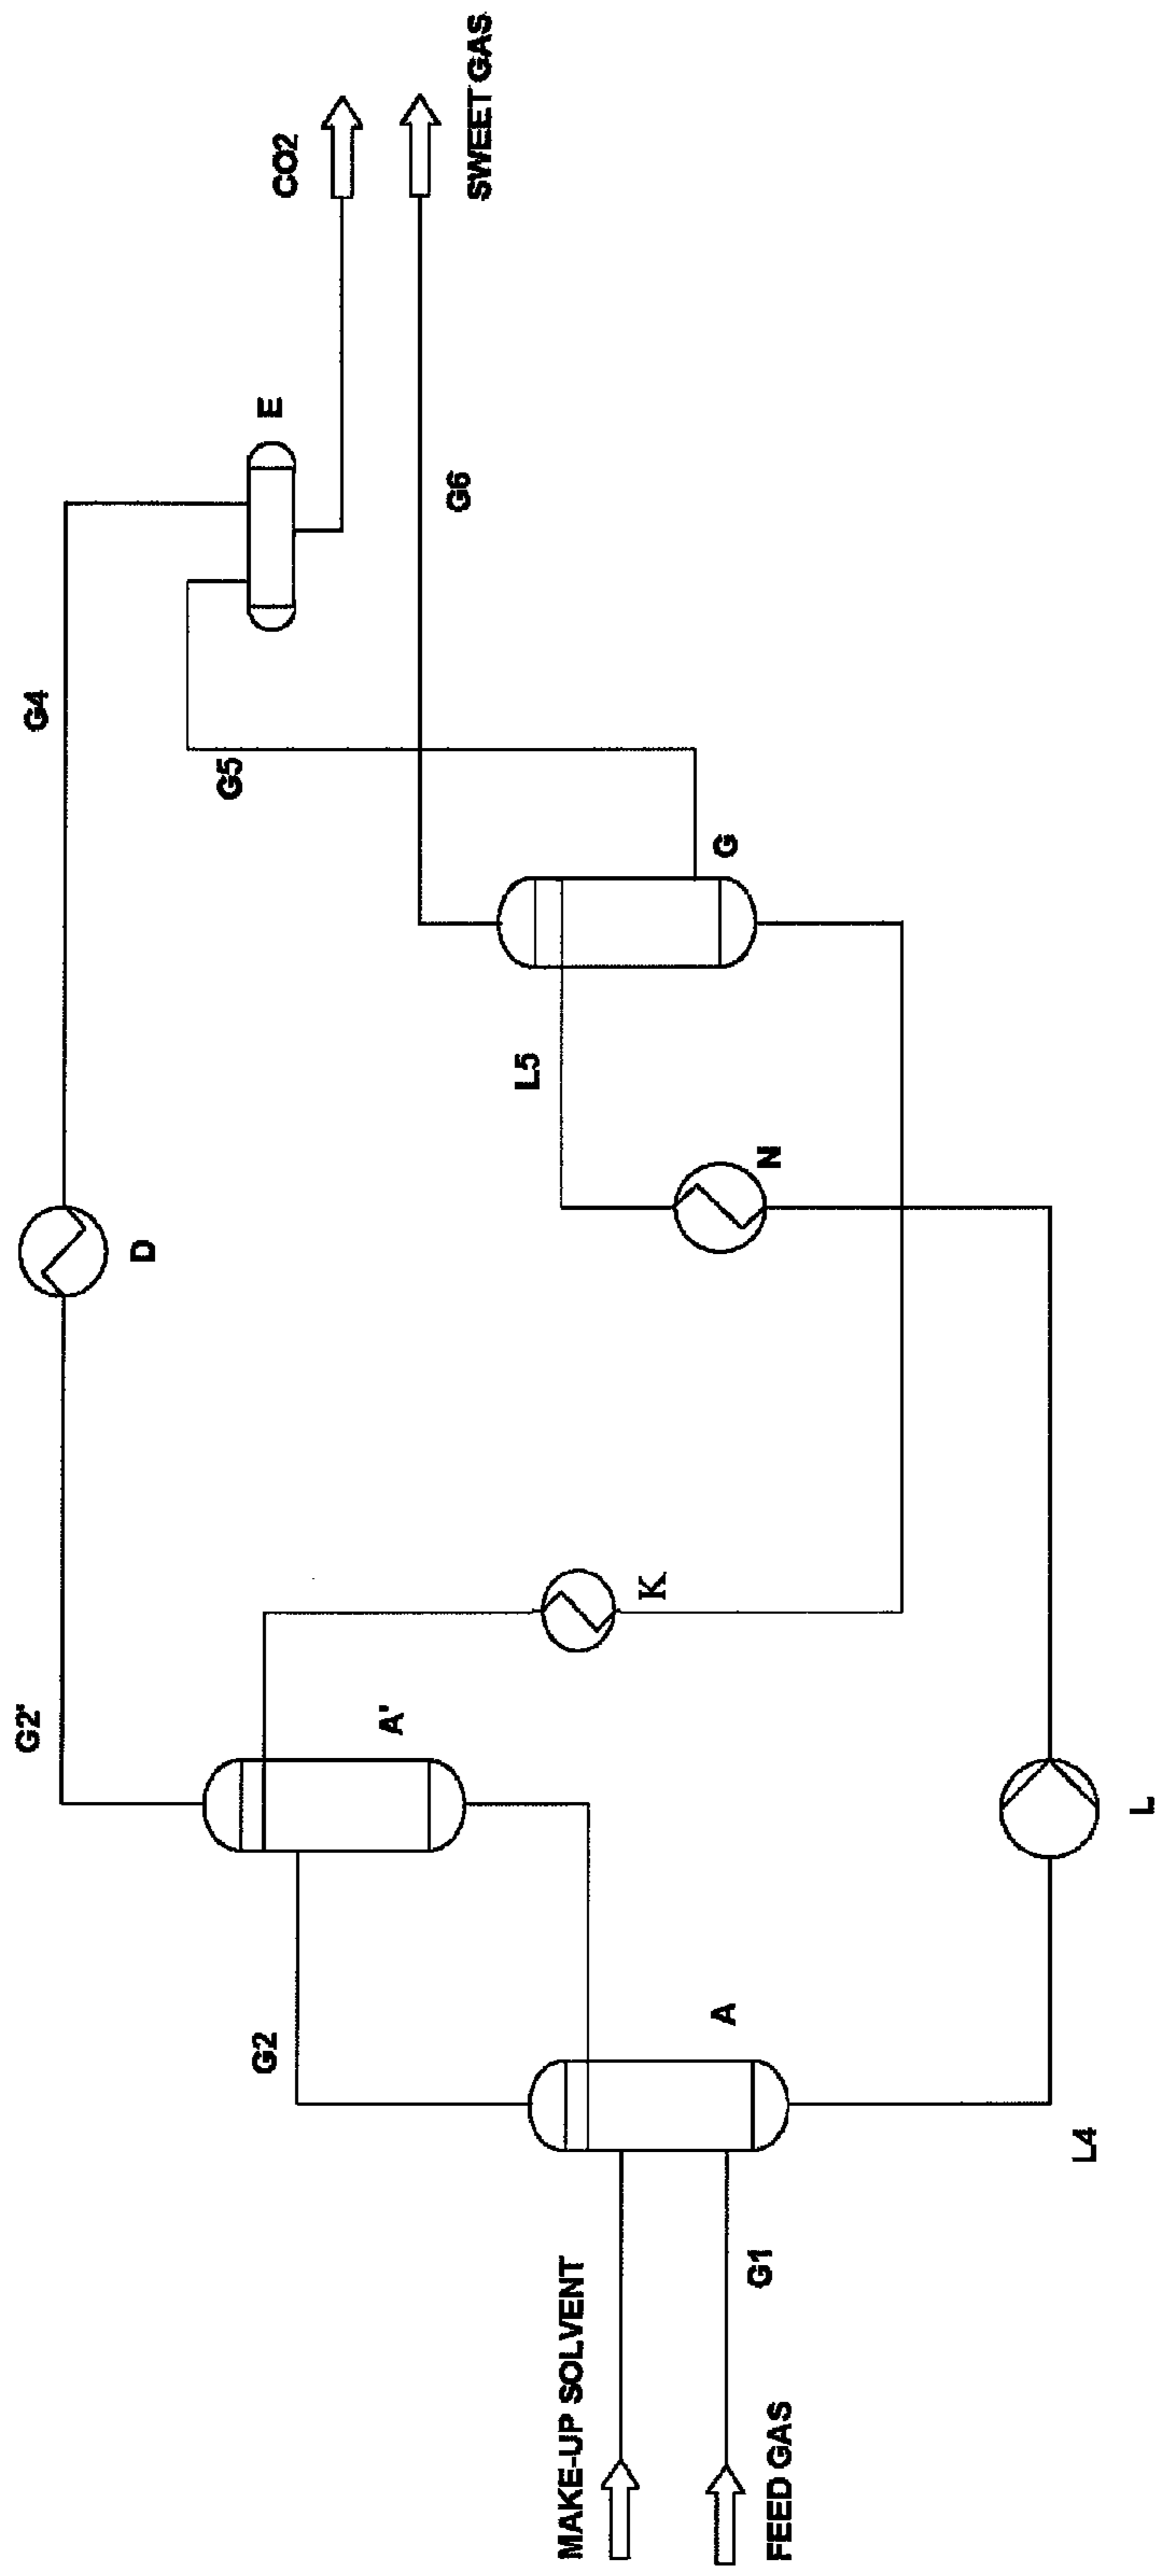 G2'
G4
D
G2
A'
G5
E
CO2
SWEET GAS
K
L5
N
G6
G
MAKE-UP SOLVENT
FEED GAS
G1
A
L4
L